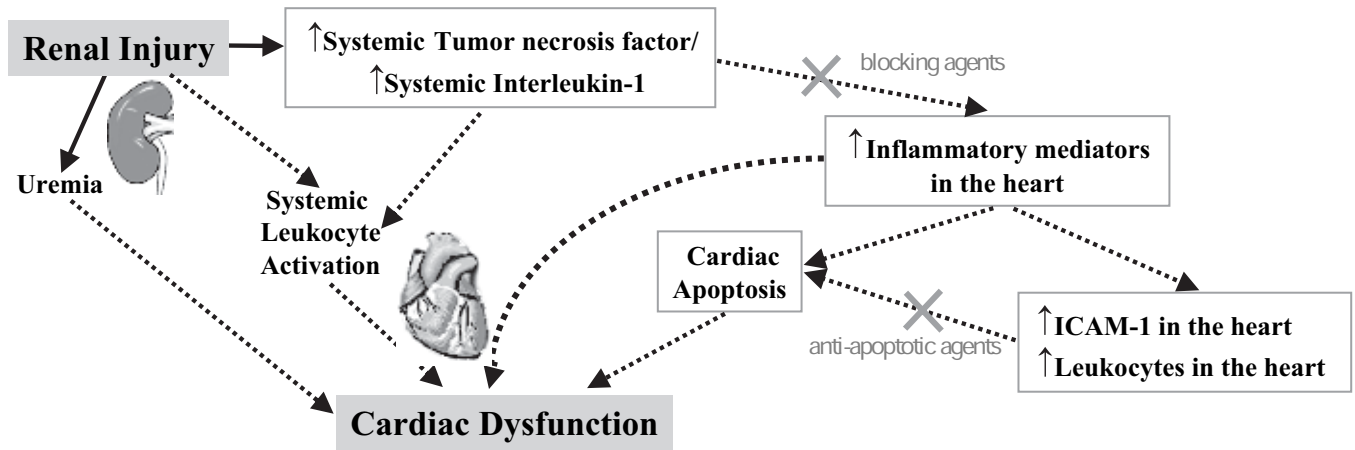 Renal Injury
↑Systemic Tumor necrosis factor/
↑Systemic Interleukin-1
blocking agents
↑Inflammatory mediators
in the heart
Uremia
Systemic
Leukocyte
Activation
Cardiac
Apoptosis
↑ICAM-1 in the heart
↑Leukocytes in the heart
anti-apoptotic agents
Cardiac Dysfunction